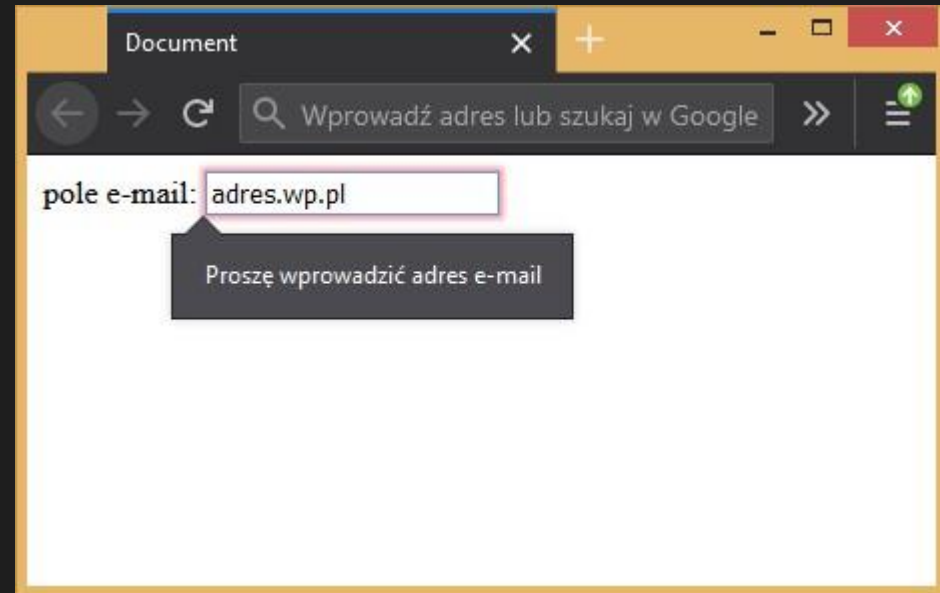 Document
Wprowadź adres lub szukaj w Google
pole e-mail: adres.wp.pl
Proszę wprowadzić adres e-mail